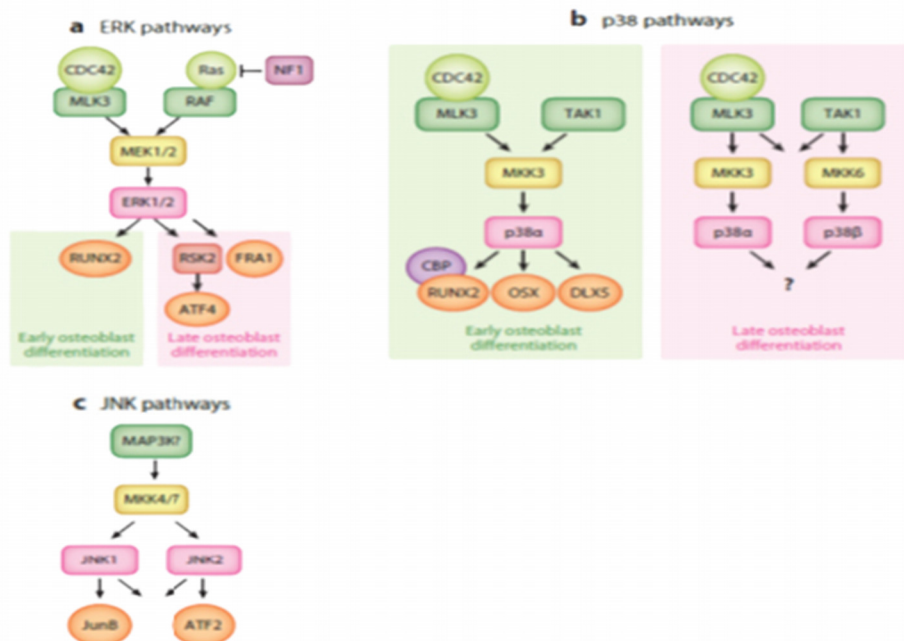 a ERK pathways
CDC42
MLK3
Ras
RAF
NF1
MEK1/2
ERK1/2
RUNX2
RSK2
FRA1
ATF4
Early osteoblast
differentiation
Late osteoblast
differentiation
b p38 pathways
CDC42
MLK3
TAK1
MKK3
p38α
CBP
RUNX2
OSX
DLX5
Early osteoblast
differentiation
CDC42
MLK3
TAK1
MKK3
MKK6
p38α
p38β
?
Late osteoblast
differentiation
c JNK pathways
MAP3K?
MKK4/7
JNK1
JNK2
JunB
ATF2